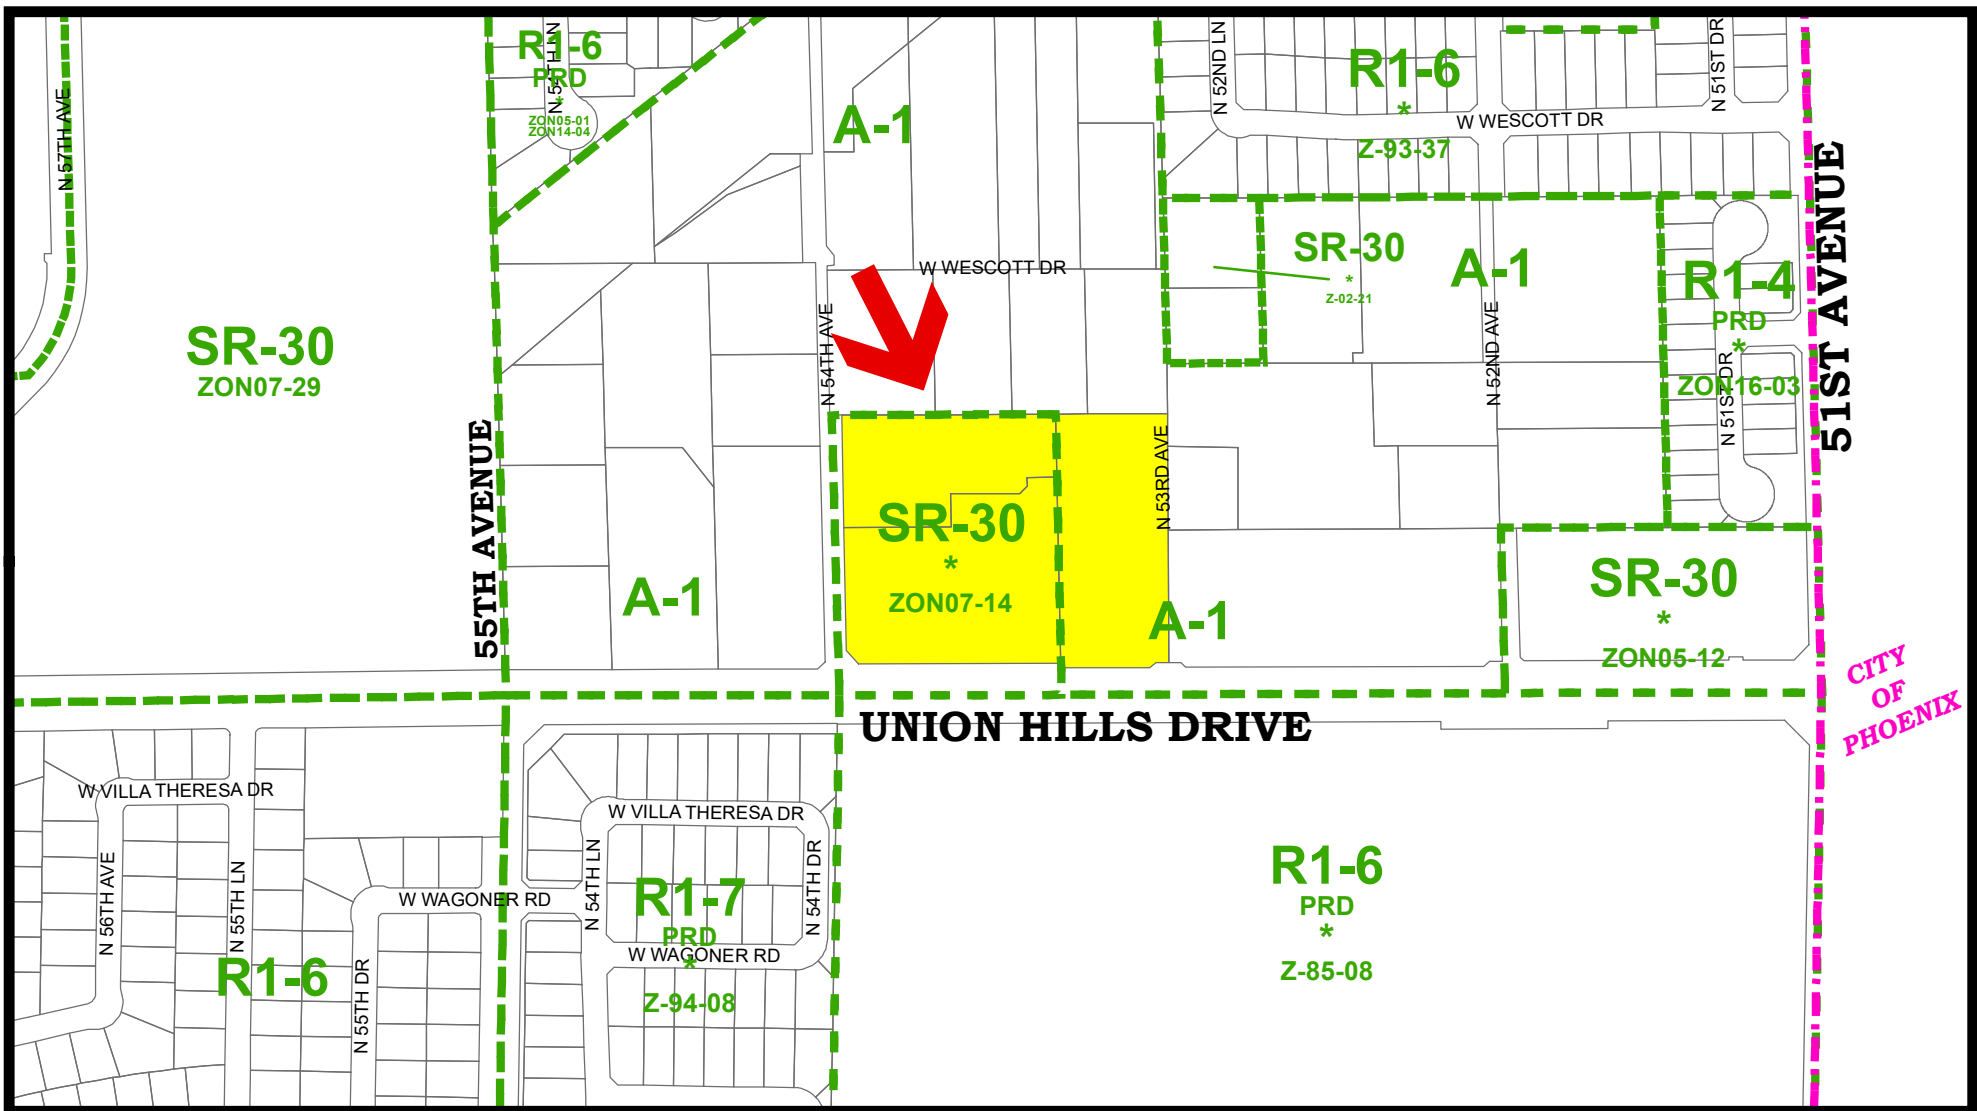 R1-6
PRD
*
ZON05-01
ZON14-04
N 54TH LN
N 57TH AVE
A-1
N 52ND LN
R1-6
*
Z-93-37
W WESCOTT DR
N 51ST DR
51ST AVENUE
SR-30
ZON07-29
W WESCOTT DR
N 54TH AVE
SR-30
*
Z-02-21
A-1
N 52ND AVE
R1-4
PRD
*
ZON16-03
N 51ST DR
55TH AVENUE
A-1
SR-30
*
ZON07-14
N 53RD AVE
A-1
SR-30
*
ZON05-12
CITY
OF
PHOENIX
UNION HILLS DRIVE
W VILLA THERESA DR
N 56TH AVE
N 55TH LN
R1-6
N 55TH DR
W WAGONER RD
W VILLA THERESA DR
N 54TH LN
N 54TH DR
R1-7
PRD
*
W WAGONER RD
Z-94-08
R1-6
PRD
*
Z-85-08